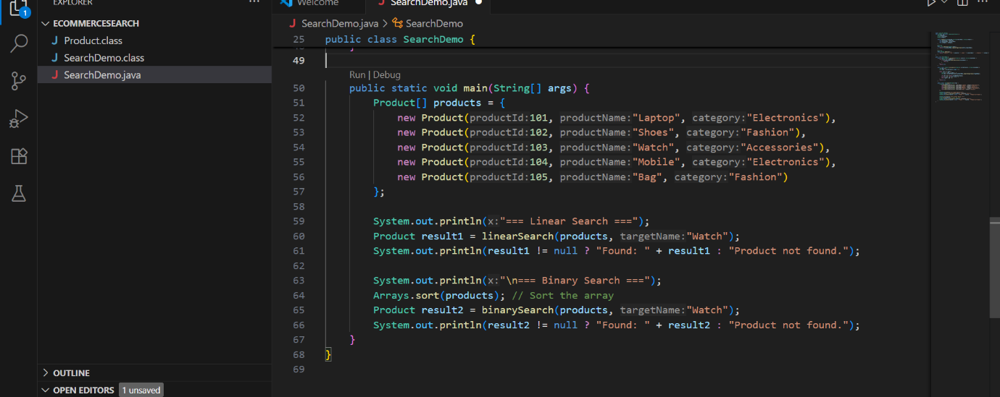 EXPLORER
ECOMMERCESEARCH
J Product.class
J SearchDemo.class
J SearchDemo.java
OUTLINE
OPEN EDITORS 1 unsaved
1
Welcome
J SearchDemo.java
J SearchDemo.java > SearchDemo
25 public class SearchDemo {
49
Run | Debug
50 public static void main(String[] args) {
51 Product[] products = {
52 new Product(productId:101, productName:"Laptop", category:"Electronics"),
53 new Product(productId:102, productName:"Shoes", category:"Fashion"),
54 new Product(productId:103, productName:"Watch", category:"Accessories"),
55 new Product(productId:104, productName:"Mobile", category:"Electronics"),
56 new Product(productId:105, productName:"Bag", category:"Fashion")
57 };
58
59 System.out.println(x:"=== Linear Search ===");
60 Product result1 = linearSearch(products, targetName:"Watch");
61 System.out.println(result1 != null ? "Found: " + result1 : "Product not found.");
62
63 System.out.println(x:"\n=== Binary Search ===");
64 Arrays.sort(products); // Sort the array
65 Product result2 = binarySearch(products, targetName:"Watch");
66 System.out.println(result2 != null ? "Found: " + result2 : "Product not found.");
67 }
68 }
69